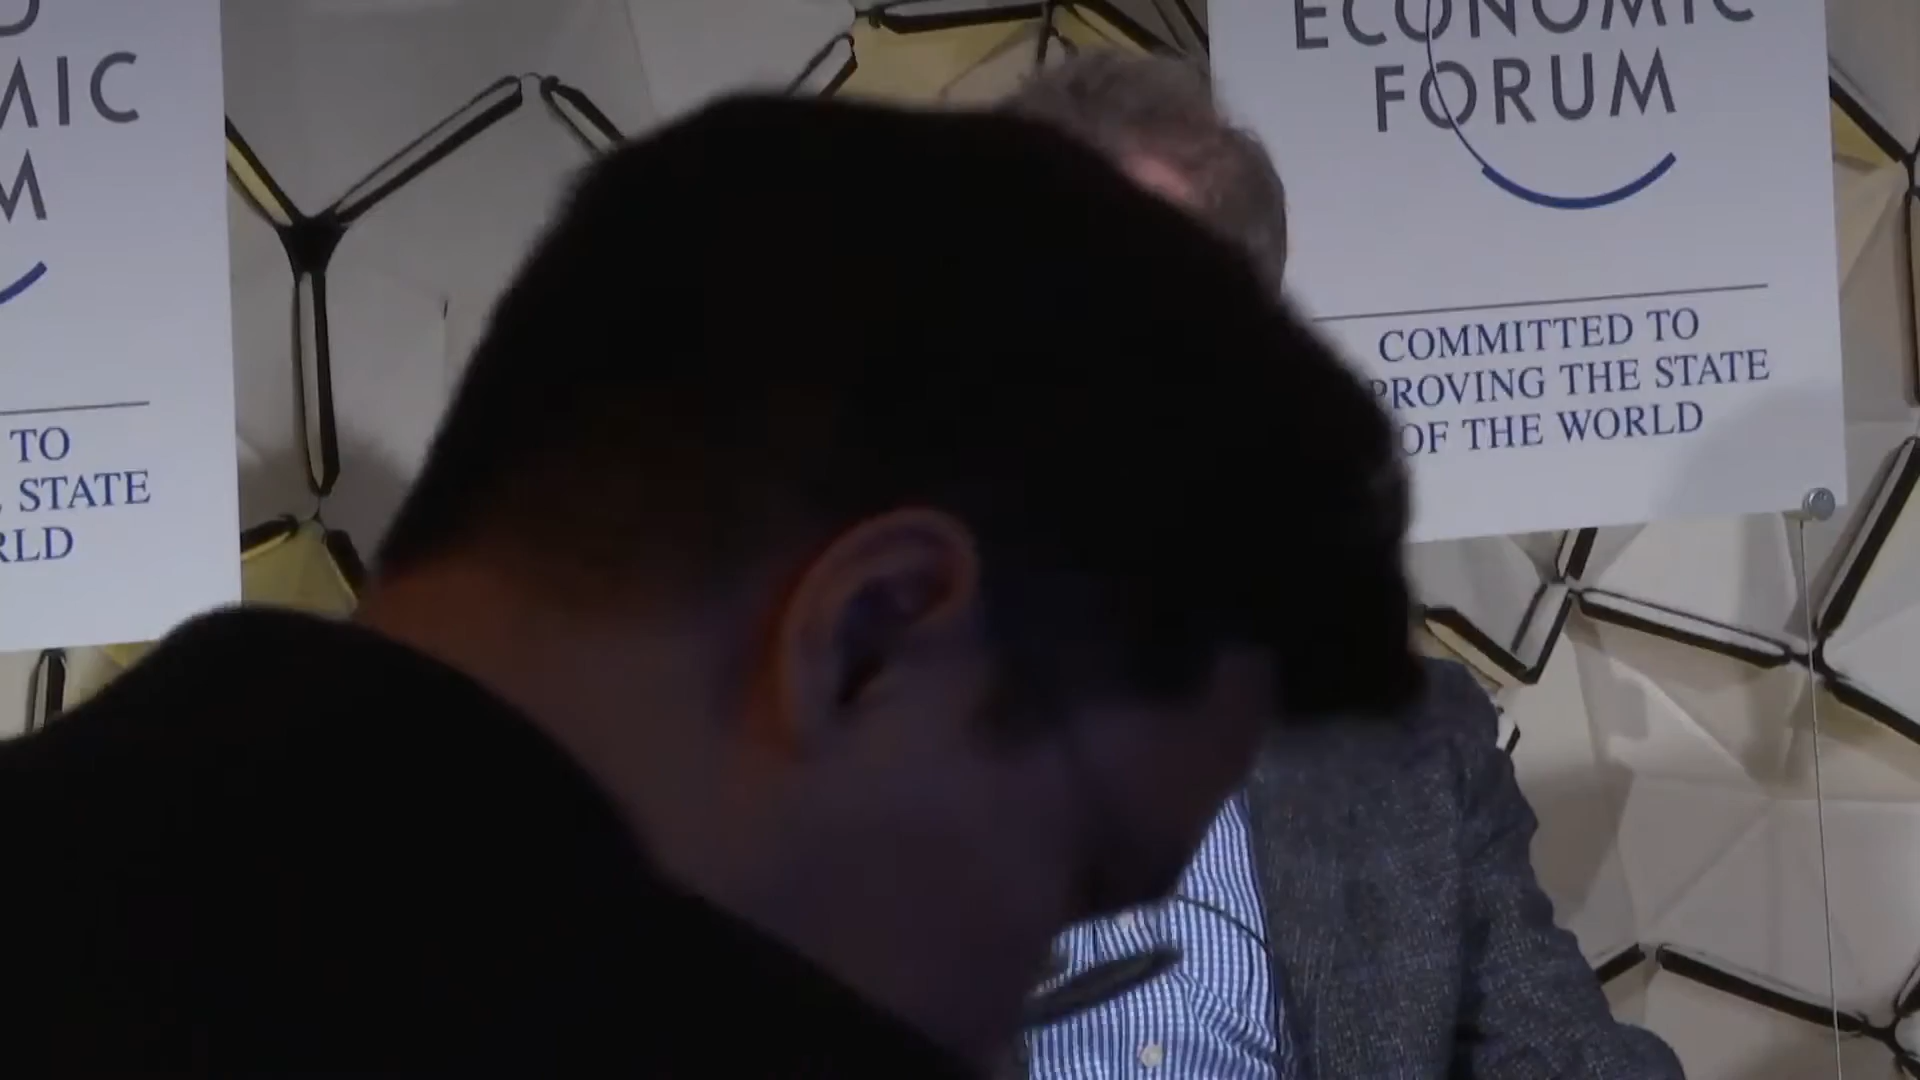 MIC
M
TO
STATE
RLD
ECONOMIC
FORUM
COMMITTED TO
PROVING THE STATE
OF THE WORLD